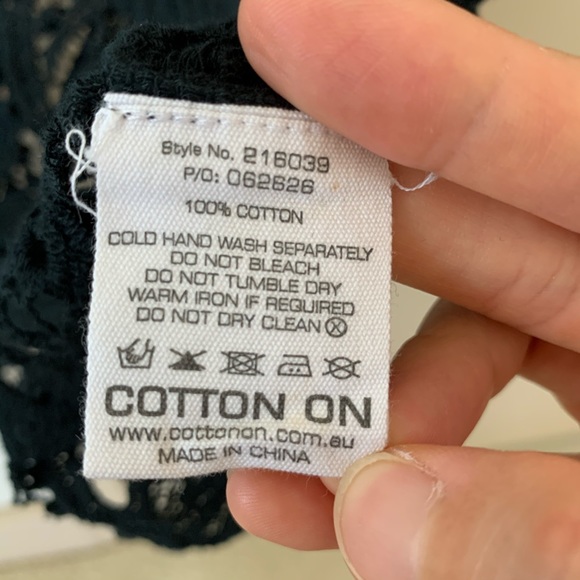 Style No. 216039
P/O: 062626
100% COTTON
COLD HAND WASH SEPARATELY
DO NOT BLEACH
DO NOT TUMBLE DRY
WARM IRON IF REQUIRED
DO NOT DRY CLEAN Ⓧ
COTTON ON
www.cottonon.com.au
MADE IN CHINA